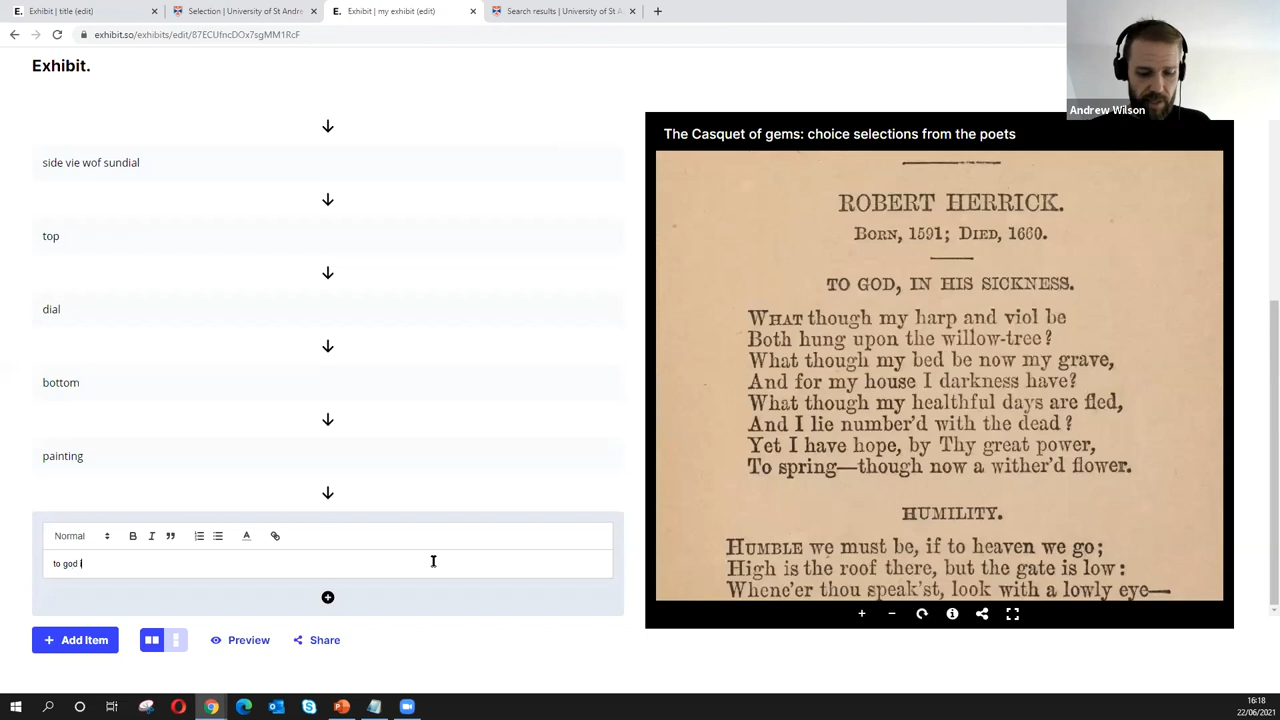 Exhibit | title (edit)
Selection | University of St Andre
Exhibit | my exhibit (edit)
Search results | University of St A
exhibit.so/exhibits/edit/87ECUfncDOx7sgMM1RcF
Andrew Wilson
Exhibit.
side vie wof sundial
top
dial
bottom
painting
Normal
to god i
Add Item
Preview
Share
The Casquet of gems: choice selections from the poets
ROBERT HERRICK.
BORN, 1591; DIED, 1660.
TO GOD, IN HIS SICKNESS.
WHAT though my harp and viol be
Both hung upon the willow-tree?
What though my bed be now my grave,
And for my house I darkness have?
What though my healthful days are fled,
And I lie number'd with the dead?
Yet I have hope, by Thy great power,
To spring—though now a wither'd flower.
HUMILITY.
HUMBLE we must be, if to heaven we go;
High is the roof there, but the gate is low:
Whene'er thou speak'st, look with a lowly eye—
16:18
22/06/2021